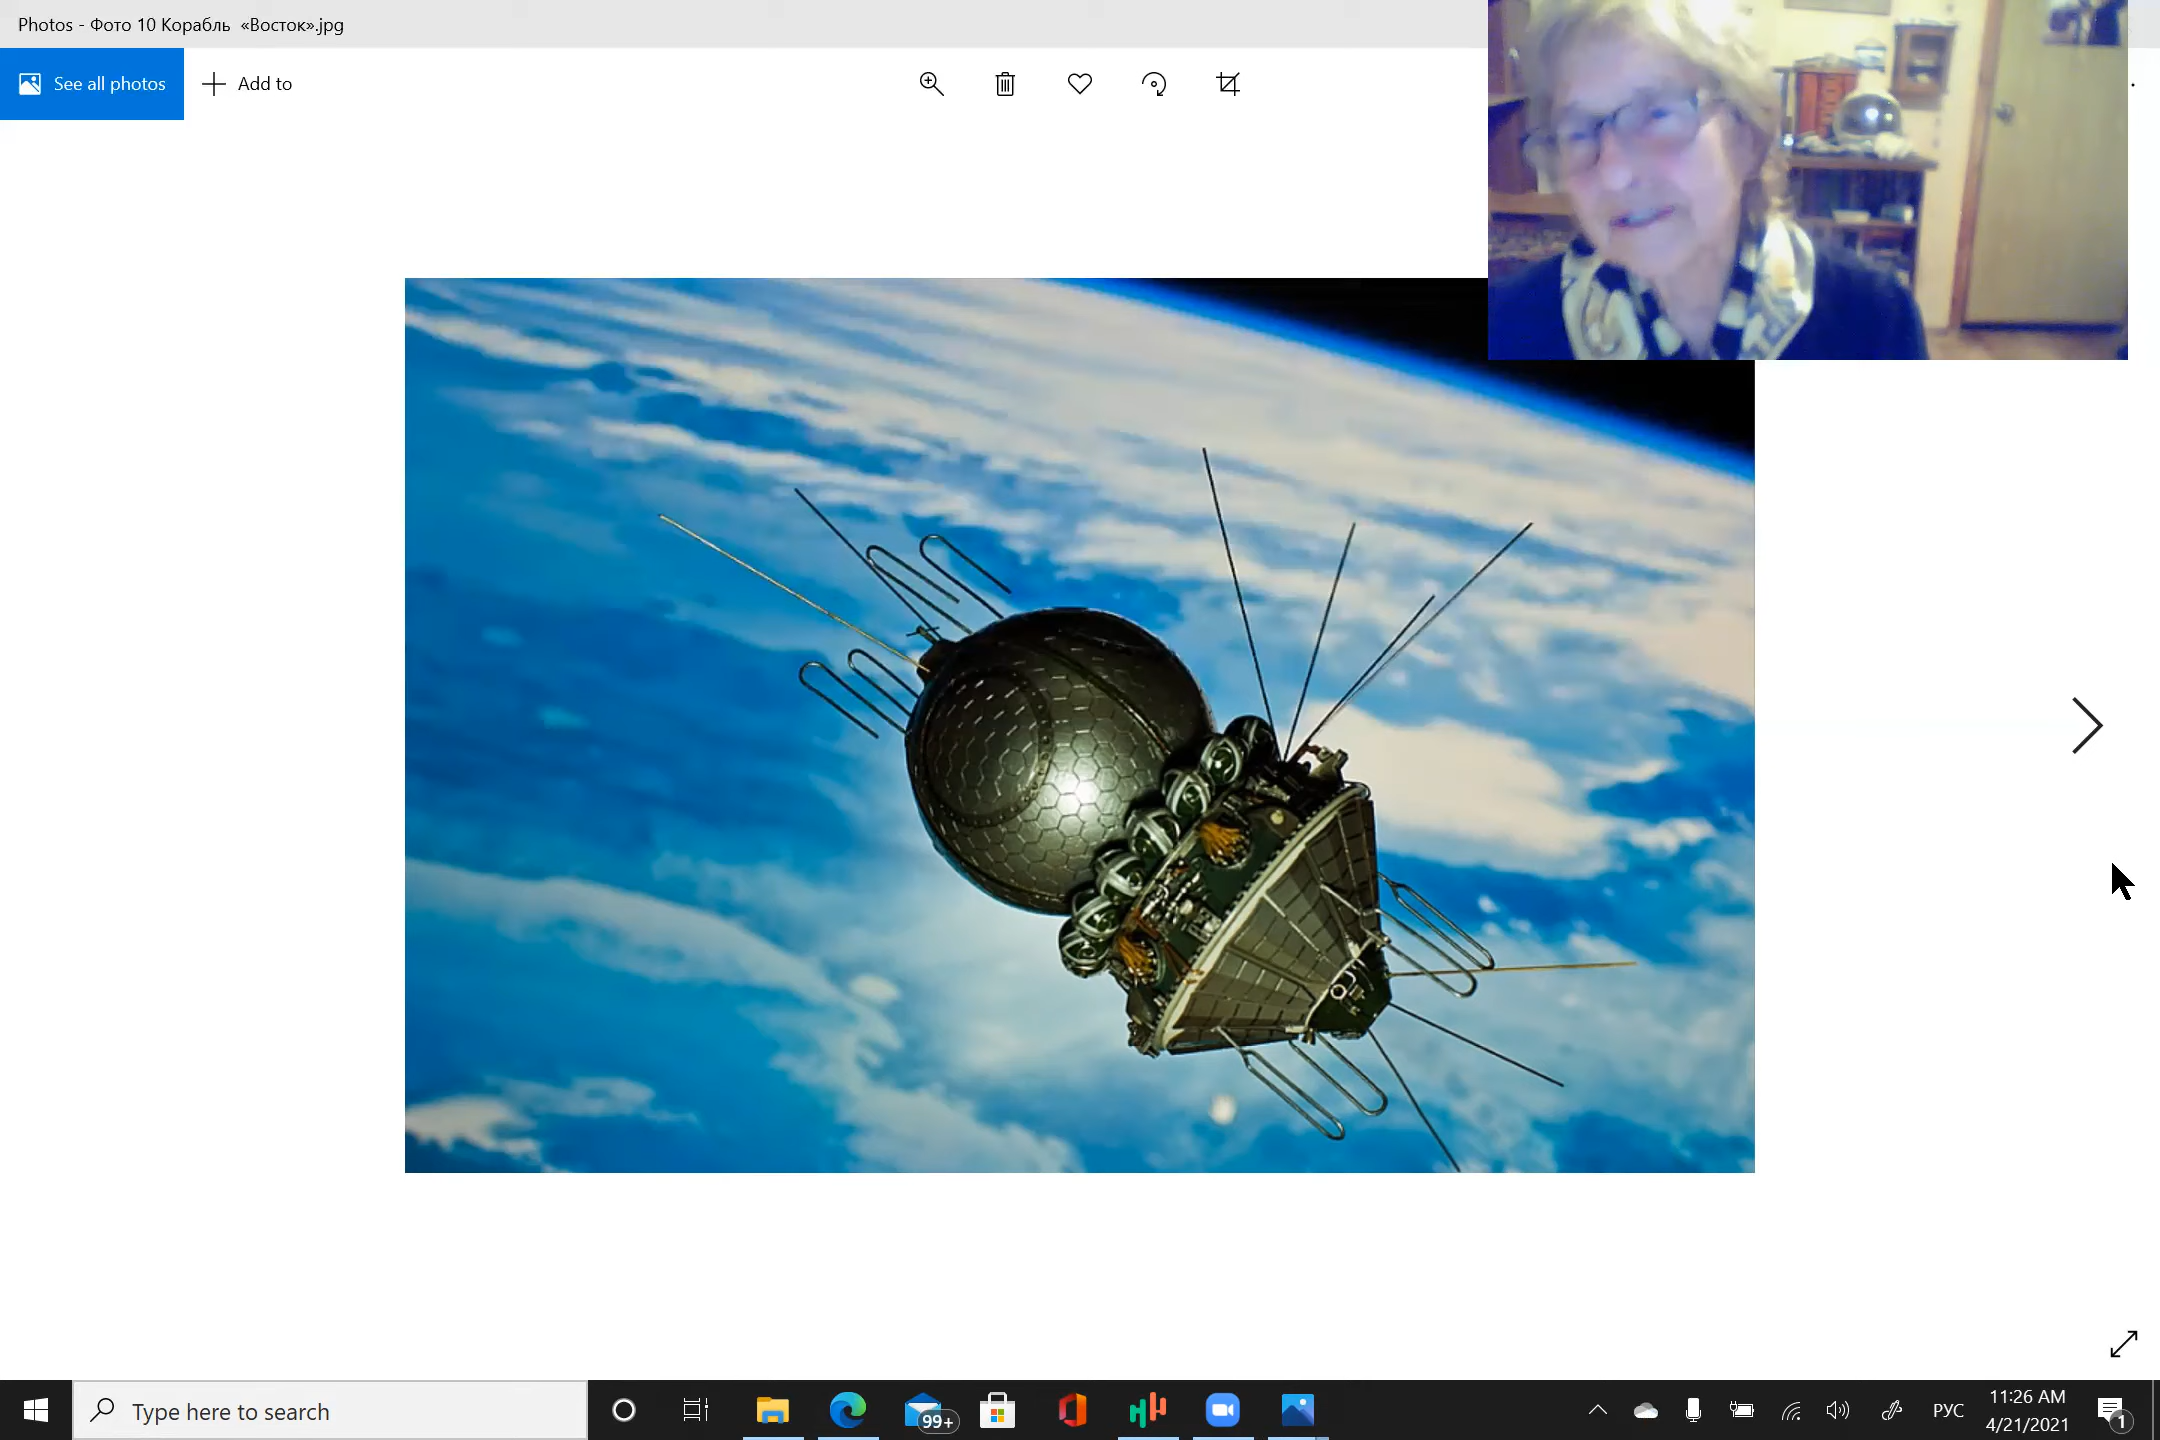 Photos - Фото 10 Корабль «Восток».jpg
See all photos
Add to
Type here to search
99+
РУС
11:26 AM
4/21/2021
1